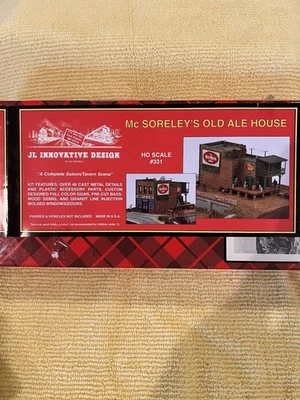 Mc SORELEY'S OLD ALE HOUSE
JL INNOVATIVE DESIGN
HO SCALE
#331
"A Complete Saloon/Tavern Scene"
KIT FEATURES: OVER 40 CAST METAL DETAILS
AND PLASTIC ACCESSORY PARTS, CUSTOM
DESIGNED FULL COLOR SIGNS, PRE-CUT BASS-
WOOD SIDING, AND GRANDT LINE INJECTION
MOLDED WINDOWS/DOORS.
FIGURES & VEHICLES NOT INCLUDED MADE IN U.S.A.